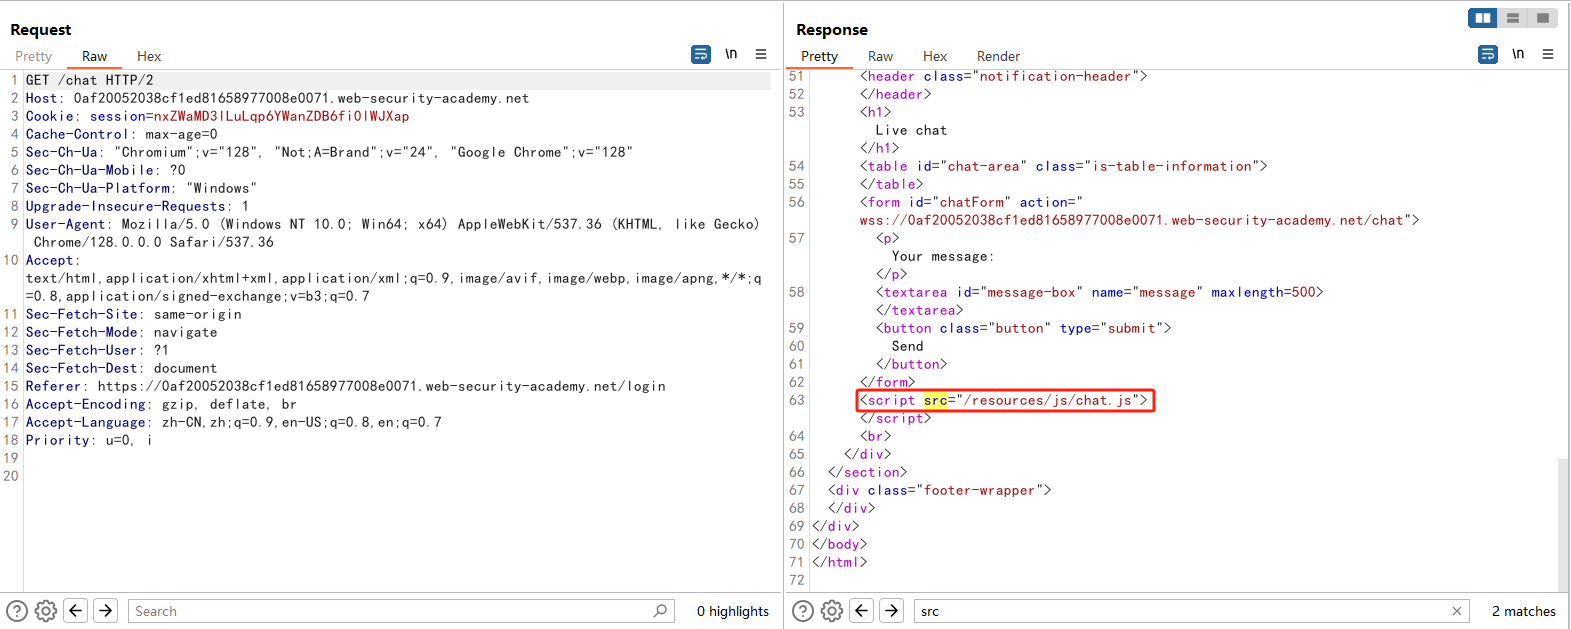 Request
Pretty Raw Hex \n
1 GET /chat HTTP/2
2 Host: 0af20052038cf1ed81658977008e0071.web-security-academy.net
3 Cookie: session=nxZWaMD3lLuLqp6YWanZDB6fi0lWJXap
4 Cache-Control: max-age=0
5 Sec-Ch-Ua: "Chromium";v="128", "Not;A=Brand";v="24", "Google Chrome";v="128"
6 Sec-Ch-Ua-Mobile: ?0
7 Sec-Ch-Ua-Platform: "Windows"
8 Upgrade-Insecure-Requests: 1
9 User-Agent: Mozilla/5.0 (Windows NT 10.0; Win64; x64) AppleWebKit/537.36 (KHTML, like Gecko)
Chrome/128.0.0.0 Safari/537.36
10 Accept:
text/html,application/xhtml+xml,application/xml;q=0.9,image/avif,image/webp,image/apng,*/*;q
=0.8,application/signed-exchange;v=b3;q=0.7
11 Sec-Fetch-Site: same-origin
12 Sec-Fetch-Mode: navigate
13 Sec-Fetch-User: ?1
14 Sec-Fetch-Dest: document
15 Referer: https://0af20052038cf1ed81658977008e0071.web-security-academy.net/login
16 Accept-Encoding: gzip, deflate, br
17 Accept-Language: zh-CN,zh;q=0.9,en-US;q=0.8,en;q=0.7
18 Priority: u=0, i
19
20
Search
0 highlights
Response
Pretty Raw Hex Render \n
51 <header class="notification-header">
52 </header>
53 <h1>
Live chat
</h1>
54 <table id="chat-area" class="is-table-information">
55 </table>
56 <form id="chatForm" action="
wss://0af20052038cf1ed81658977008e0071.web-security-academy.net/chat">
57 <p>
Your message:
</p>
58 <textarea id="message-box" name="message" maxlength=500>
</textarea>
59 <button class="button" type="submit">
60 Send
61 </button>
62 </form>
63 <script src="/resources/js/chat.js">
</script>
64 <br>
65 </div>
66 </section>
67 <div class="footer-wrapper">
68 </div>
69 </div>
70 </body>
71 </html>
72
src
2 matches